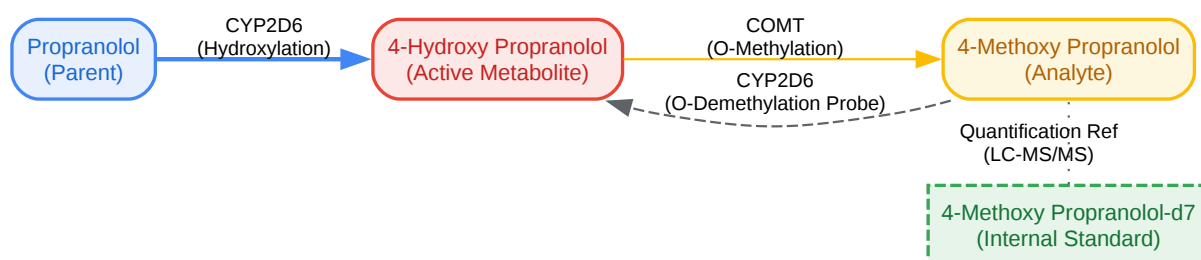 Propranolol
(Parent)
CYP2D6
(Hydroxylation)
4-Hydroxy Propranolol
(Active Metabolite)
COMT
(O-Methylation)
CYP2D6
(O-Demethylation Probe)
4-Methoxy Propranolol
(Analyte)
Quantification Ref
(LC-MS/MS)
4-Methoxy Propranolol-d7
(Internal Standard)